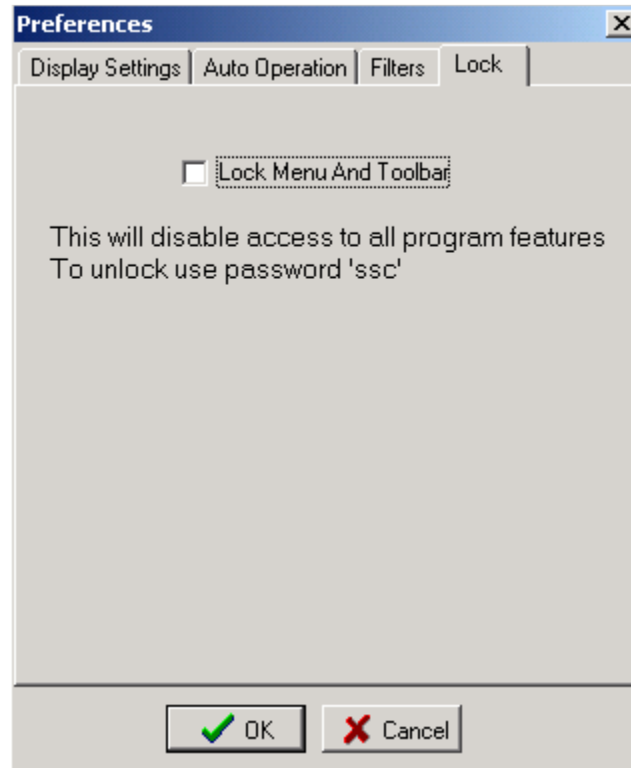 Preferences
Display Settings Auto Operation Filters Lock
Lock Menu And Toolbar
This will disable access to all program features
To unlock use password 'ssc'
OK Cancel